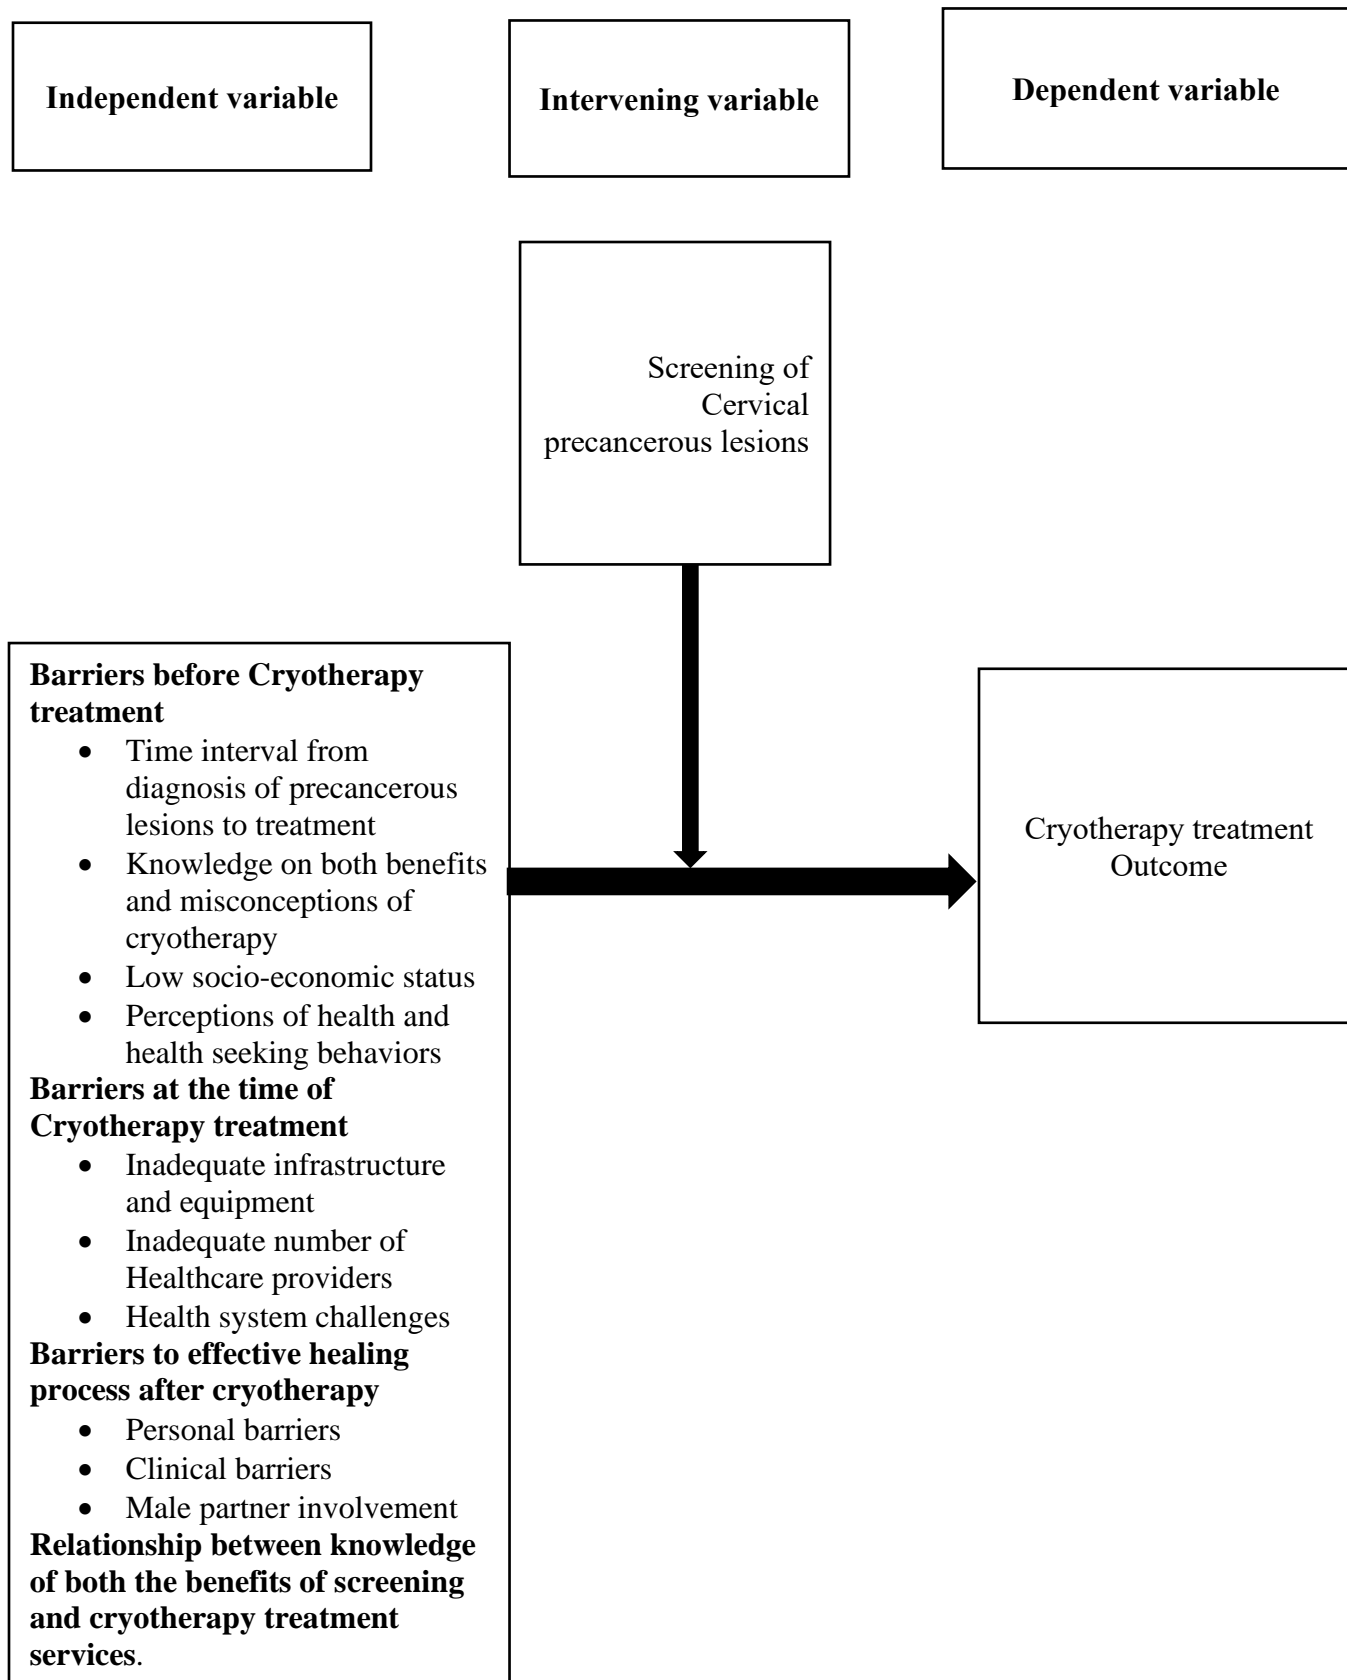 Independent variable
Intervening variable
Dependent variable
Screening of
Cervical
precancerous lesions
Barriers before Cryotherapy
treatment
• Time interval from
diagnosis of precancerous
lesions to treatment
• Knowledge on both benefits
and misconceptions of
cryotherapy
• Low socio-economic status
• Perceptions of health and
health seeking behaviors
Barriers at the time of
Cryotherapy treatment
• Inadequate infrastructure
and equipment
• Inadequate number of
Healthcare providers
• Health system challenges
Barriers to effective healing
process after cryotherapy
• Personal barriers
• Clinical barriers
• Male partner involvement
Relationship between knowledge
of both the benefits of screening
and cryotherapy treatment
services.
Cryotherapy treatment
Outcome